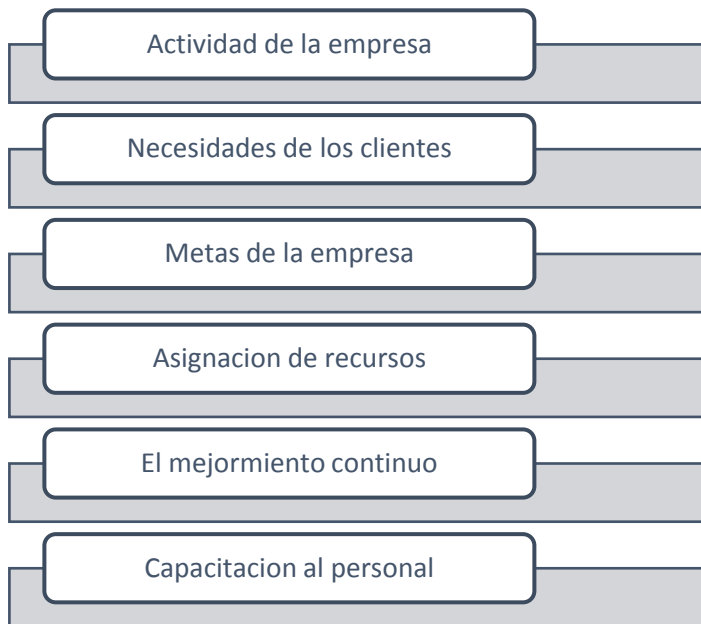 Actividad de la empresa
Necesidades de los clientes
Metas de la empresa
Asignacion de recursos
El mejormiento continuo
Capacitacion al personal